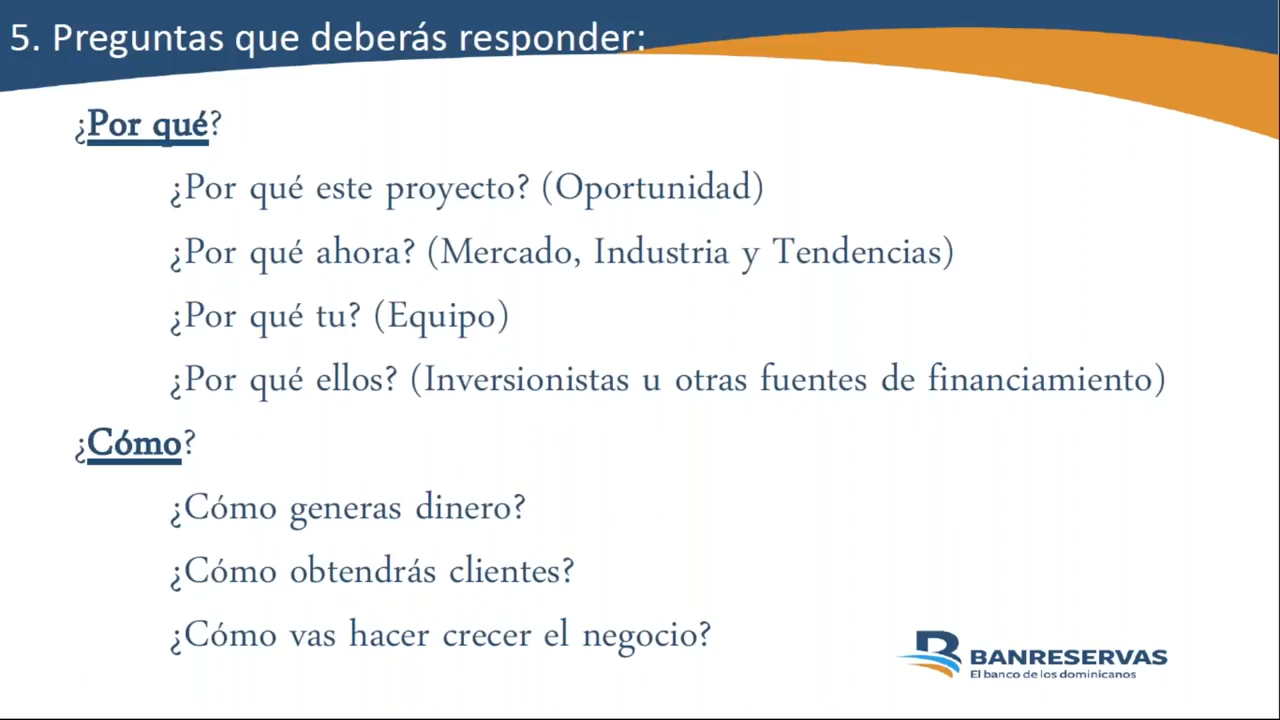 5. Preguntas que deberás responder:
¿Por qué?
¿Por qué este proyecto? (Oportunidad)
¿Por qué ahora? (Mercado, Industria y Tendencias)
¿Por qué tu? (Equipo)
¿Por qué ellos? (Inversionistas u otras fuentes de financiamiento)
¿Cómo?
¿Cómo generas dinero?
¿Cómo obtendrás clientes?
¿Cómo vas hacer crecer el negocio?
BANRESERVAS
El banco de los dominicanos